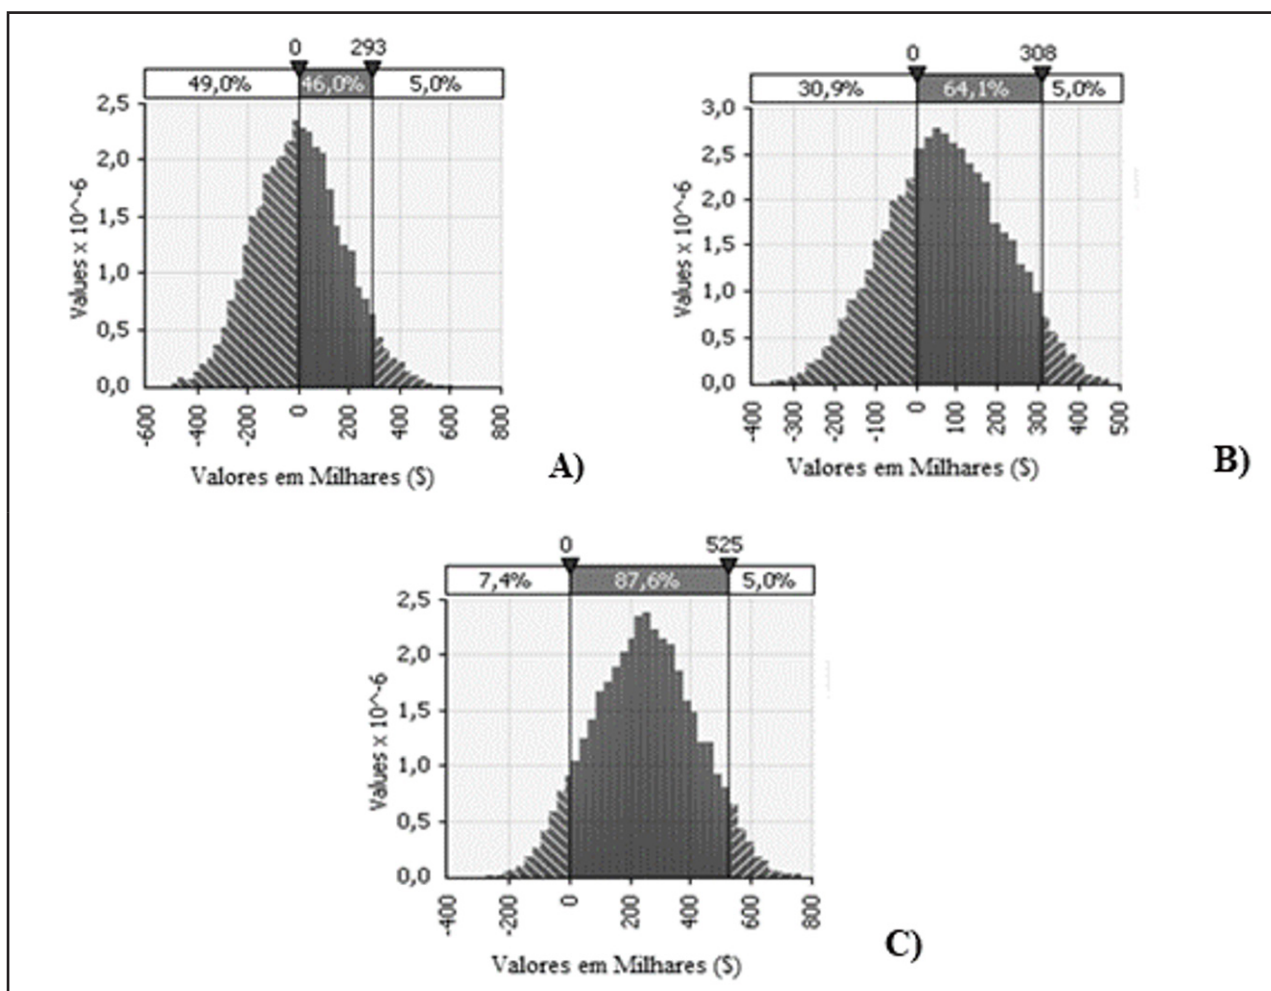 0 293
49,0% 46,0% 5,0%
2,5
2,0
1,5
1,0
0,5
0,0
Values x 10^-6
-600 -400 -200 0 200 400 600 800
Valores em Milhares ($)
A)
0 308
30,9% 64,1% 5,0%
3,0
2,5
2,0
1,5
1,0
0,5
0,0
Values x 10^-6
-400 -300 -200 -100 0 100 200 300 400 500
Valores em Milhares ($)
B)
0 525
7,4% 87,6% 5,0%
2,5
2,0
1,5
1,0
0,5
0,0
Values x 10^-6
-400 -200 0 200 400 600 800
Valores em Milhares ($)
C)